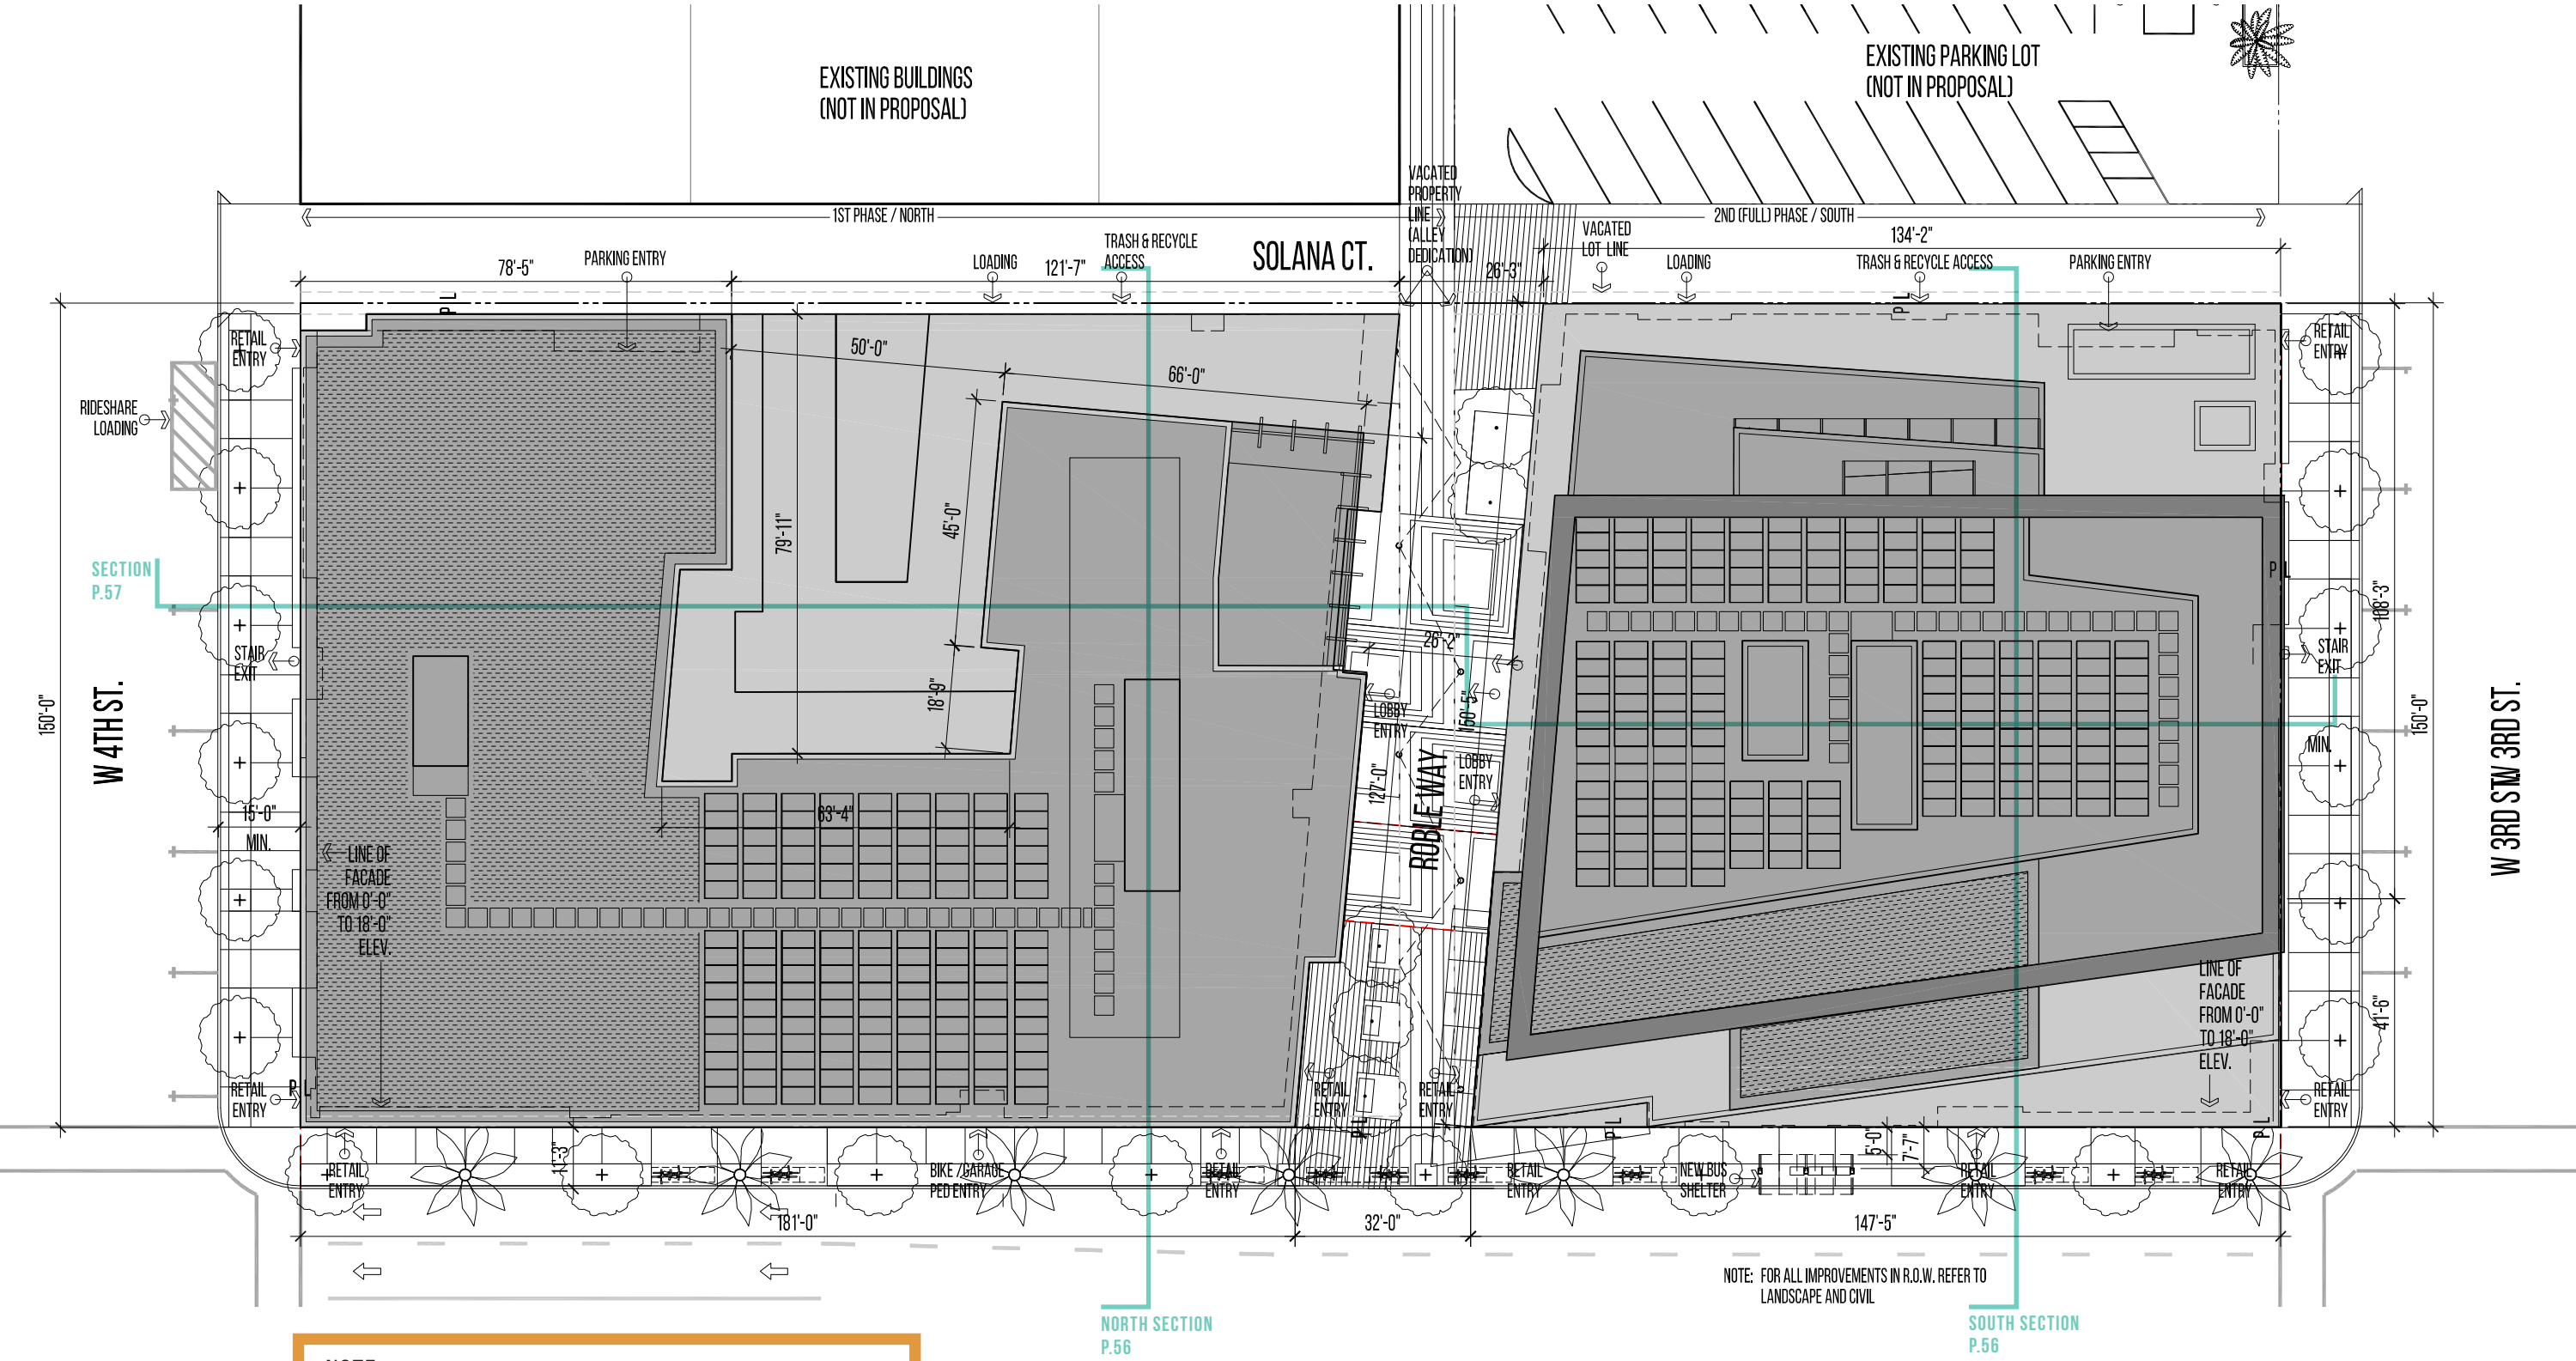 EXISTING BUILDINGS
(NOT IN PROPOSAL)
EXISTING PARKING LOT
(NOT IN PROPOSAL)
VACATED
PROPERTY
LINE
(ALLEY
DEDICATION)
1ST PHASE / NORTH
2ND (FULL) PHASE / SOUTH
VACATED
LOT LINE
134'-2"
78'-5"
PARKING ENTRY
LOADING
121'-7"
TRASH & RECYCLE
ACCESS
SOLANA CT.
26'-3"
LOADING
TRASH & RECYCLE ACCESS
PARKING ENTRY
P L
P L
RETAIL
ENTRY
RETAIL
ENTRY
50'-0"
66'-0"
RIDESHARE
LOADING
79'-11"
45'-0"
SECTION
P.57
P L
108'-3"
STAIR
EXIT
26'-2"
STAIR
EXIT
18'-9"
150'-0"
W 4TH ST.
LOBBY
ENTRY
150'-5"
150'-0"
W 3RD ST.
W 3RD ST.
MIN.
LOBBY
ENTRY
127'-0"
ROBLE WAY
15'-0"
MIN.
63'-4"
LINE OF
FACADE
FROM 0'-0"
TO 18'-0"
ELEV.
LINE OF
FACADE
FROM 0'-0"
TO 18'-0"
ELEV.
41'-6"
RETAIL
ENTRY
P L
RETAIL
ENTRY
RETAIL
ENTRY
RETAIL
ENTRY
P L
P L
P L
11'-3"
5'-0"
7'-7"
RETAIL
ENTRY
BIKE / GARAGE
PED ENTRY
RETAIL
ENTRY
RETAIL
ENTRY
NEW BUS
SHELTER
RETAIL
ENTRY
RETAIL
ENTRY
181'-0"
32'-0"
147'-5"
NOTE: FOR ALL IMPROVEMENTS IN R.O.W. REFER TO
LANDSCAPE AND CIVIL
NORTH SECTION
P.56
SOUTH SECTION
P.56